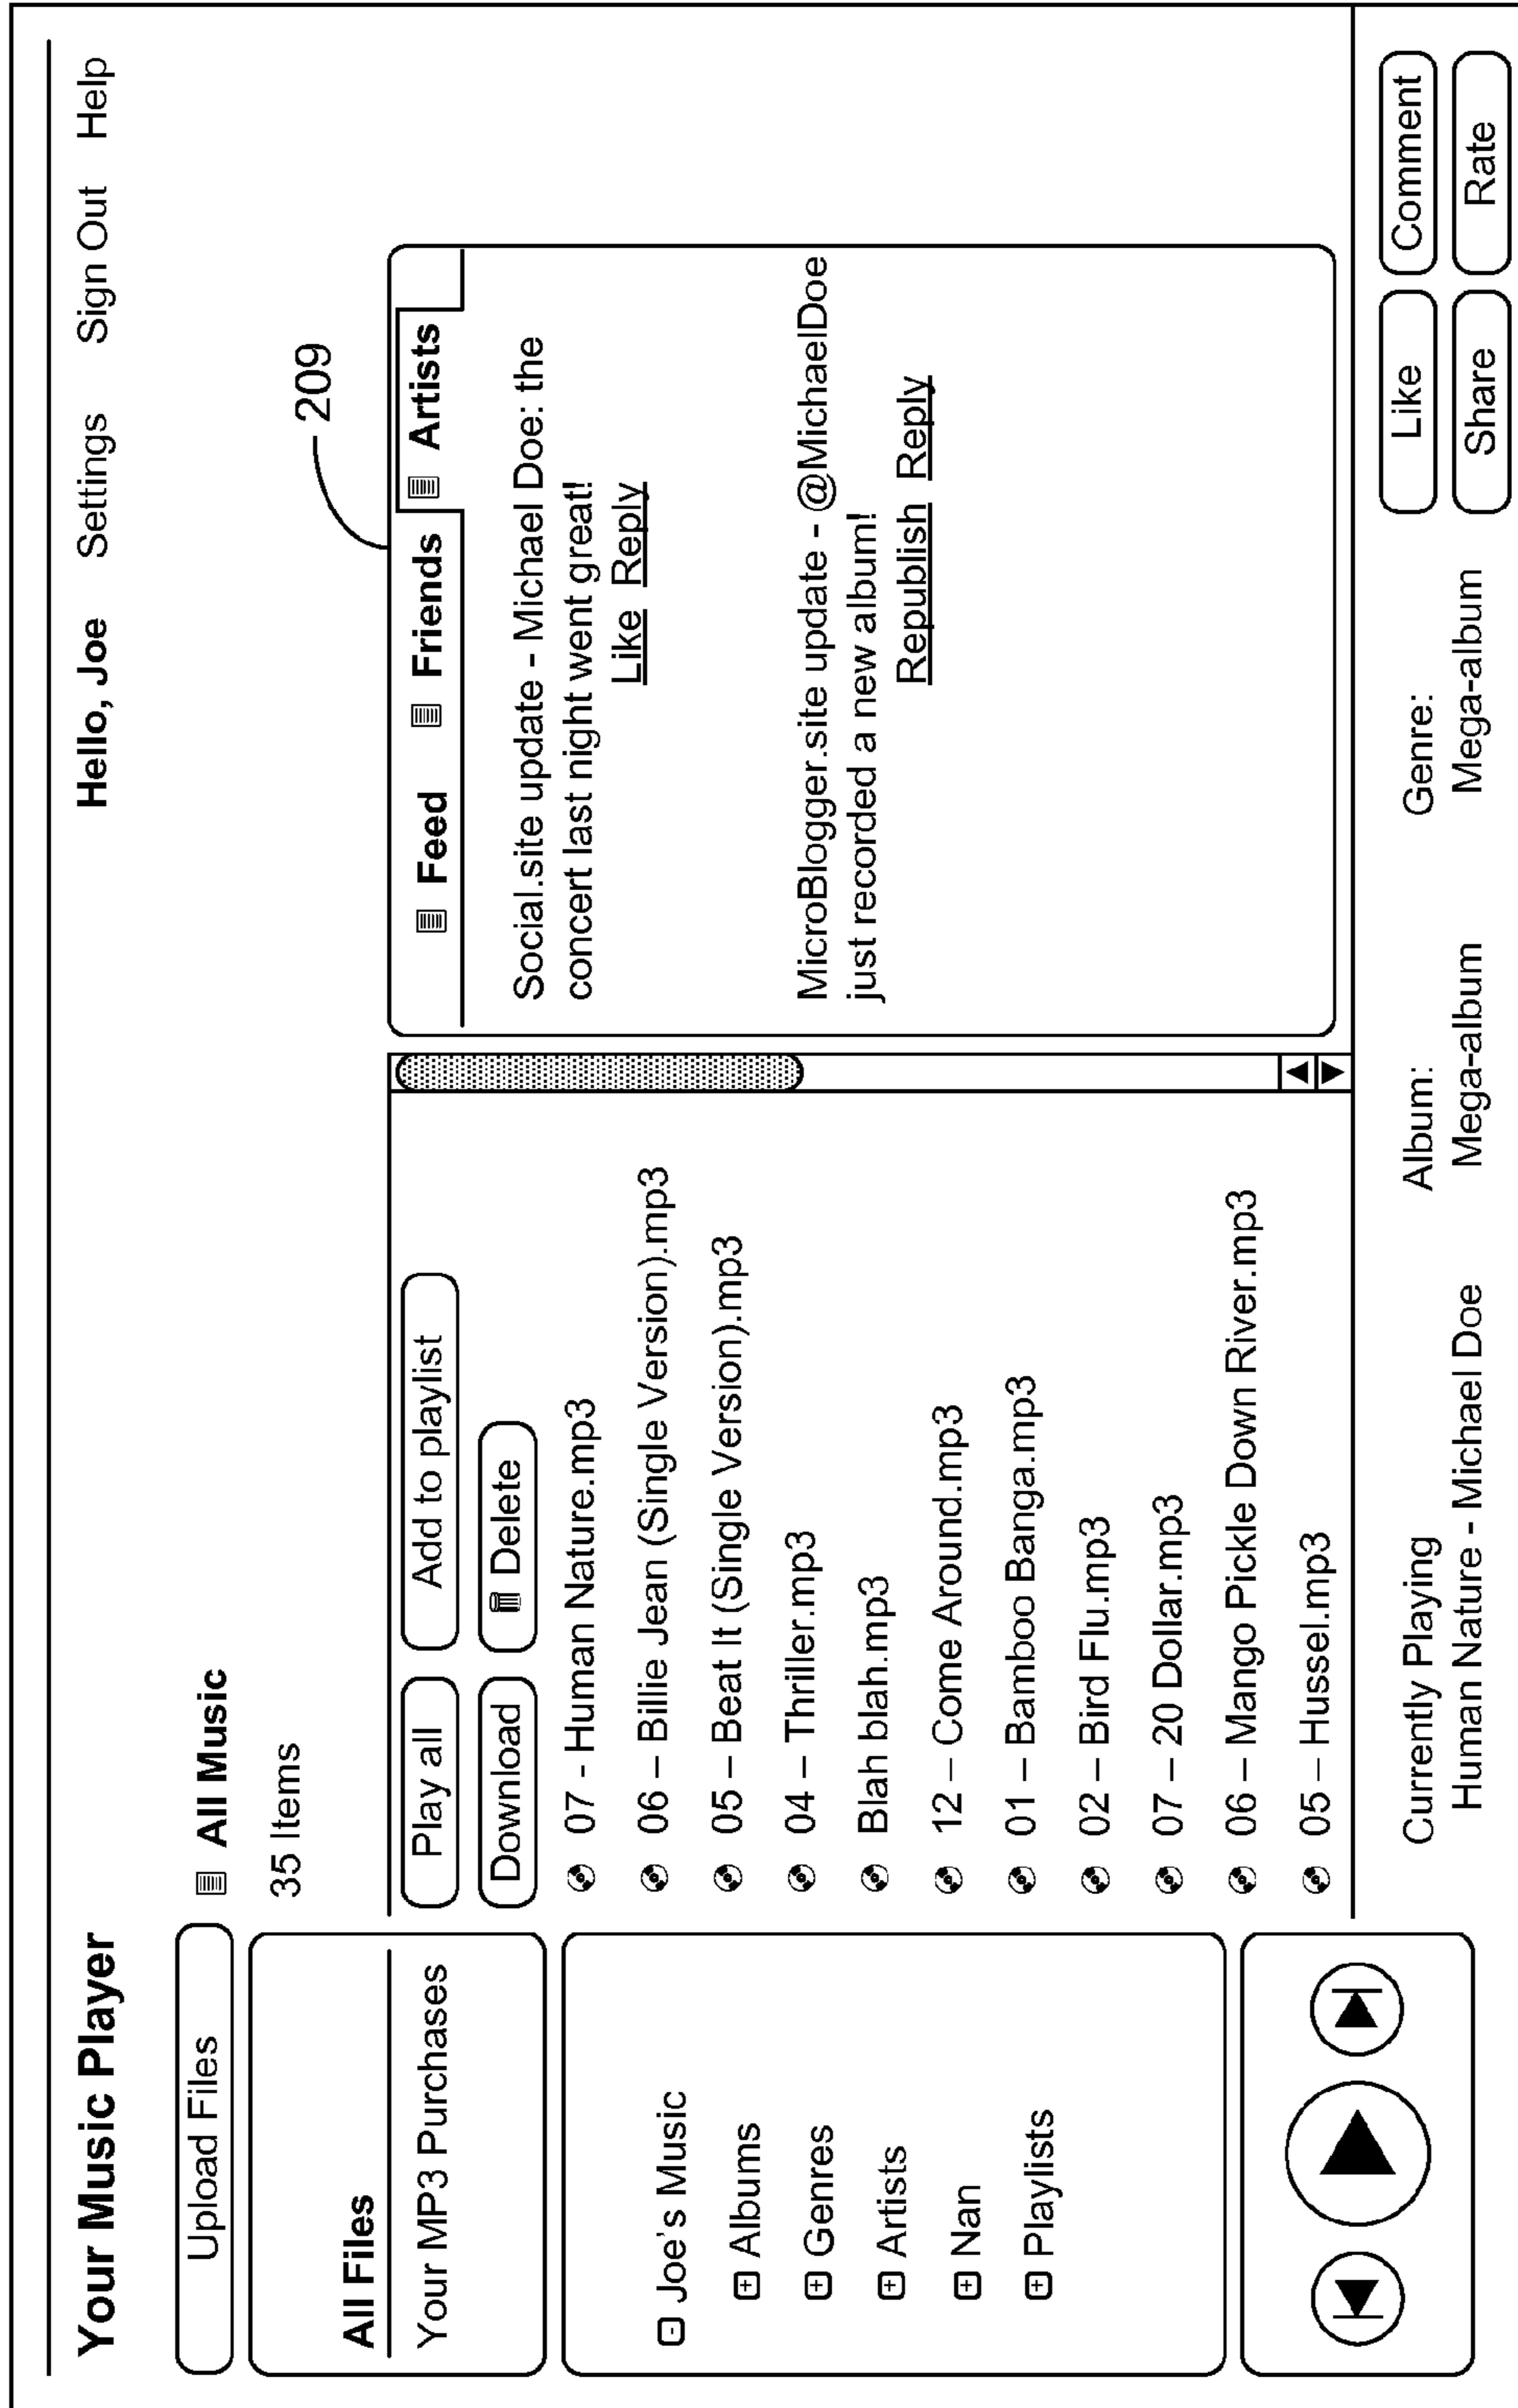 Your Music Player Hello, Joe Settings Sign Out Help
Upload Files
All Music
35 Items
209
All Files
Your MP3 Purchases
Joe's Music
Albums
Genres
Artists
Nan
Playlists
Play all Add to playlist
Download Delete
07 - Human Nature.mp3
06 – Billie Jean (Single Version).mp3
05 – Beat It (Single Version).mp3
04 – Thriller.mp3
Blah blah.mp3
12 – Come Around.mp3
01 – Bamboo Banga.mp3
02 – Bird Flu.mp3
07 – 20 Dollar.mp3
06 – Mango Pickle Down River.mp3
05 – Hussel.mp3
Feed Friends Artists
Social.site update - Michael Doe: the
concert last night went great!
Like Reply
MicroBlogger.site update - @MichaelDoe
just recorded a new album!
Republish Reply
Currently Playing Album: Genre:
Human Nature - Michael Doe Mega-album Mega-album
Like Comment
Share Rate